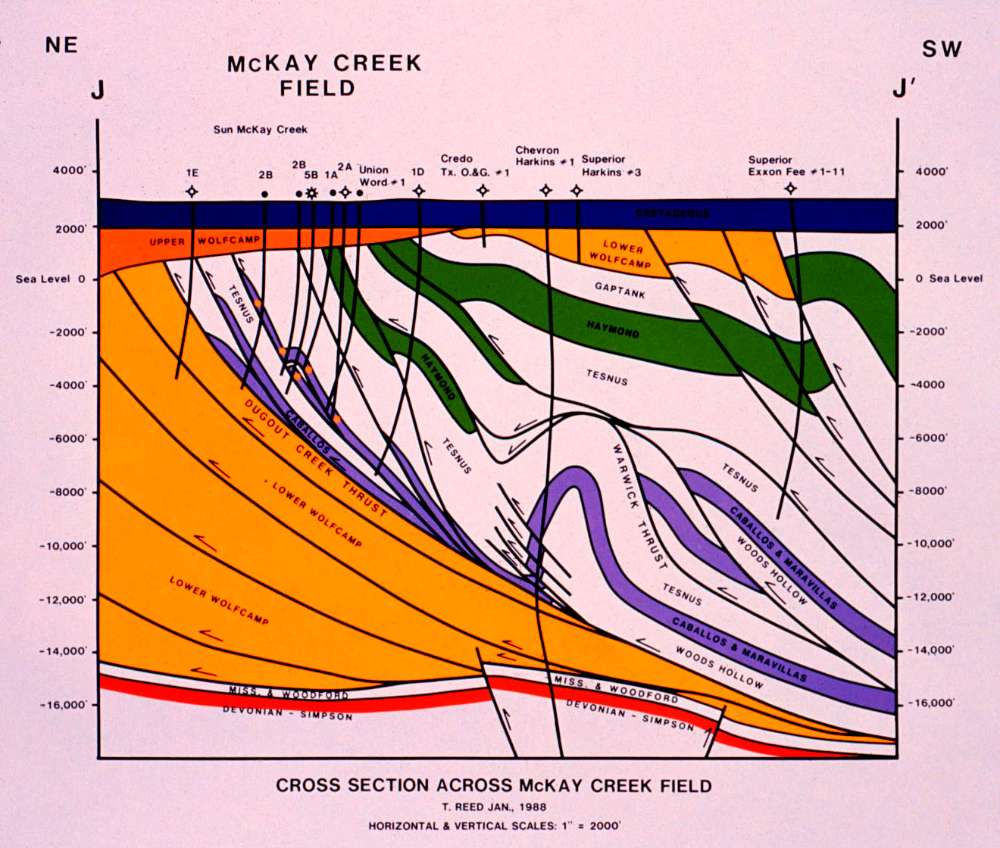 NE
SW
McKAY CREEK
FIELD
J
J'
Sun McKay Creek
1E
2B
2B
5B
1A
2A
Union
Word #1
1D
Credo
Tx. O.&G. #1
Chevron
Harkins #1
Superior
Harkins #3
Superior
Exxon Fee #1-11
4000'
2000'
Sea Level 0
-2000'
-4000'
-6000'
-8000'
-10,000'
-12,000'
-14,000'
-16,000'
4000'
2000'
0 Sea Level
-2000'
-4000
-6000'
-8000'
-10,000'
-12,000'
-14,000'
-16,000'
CRETACEOUS
UPPER WOLFCAMP
LOWER
WOLFCAMP
GAPTANK
HAYMOND
TESNUS
TESNUS
HAYMOND
TESNUS
DUGOUT CREEK THRUST
CABALLOS
LOWER WOLFCAMP
LOWER WOLFCAMP
WARWICK THRUST
TESNUS
CABALLOS & MARAVILLAS
WOODS HOLLOW
TESNUS
CABALLOS & MARAVILLAS
WOODS HOLLOW
MISS. & WOODFORD
DEVONIAN - SIMPSON
MISS. & WOODFORD
DEVONIAN - SIMPSON
CROSS SECTION ACROSS McKAY CREEK FIELD
T. REED JAN., 1988
HORIZONTAL & VERTICAL SCALES: 1" = 2000'